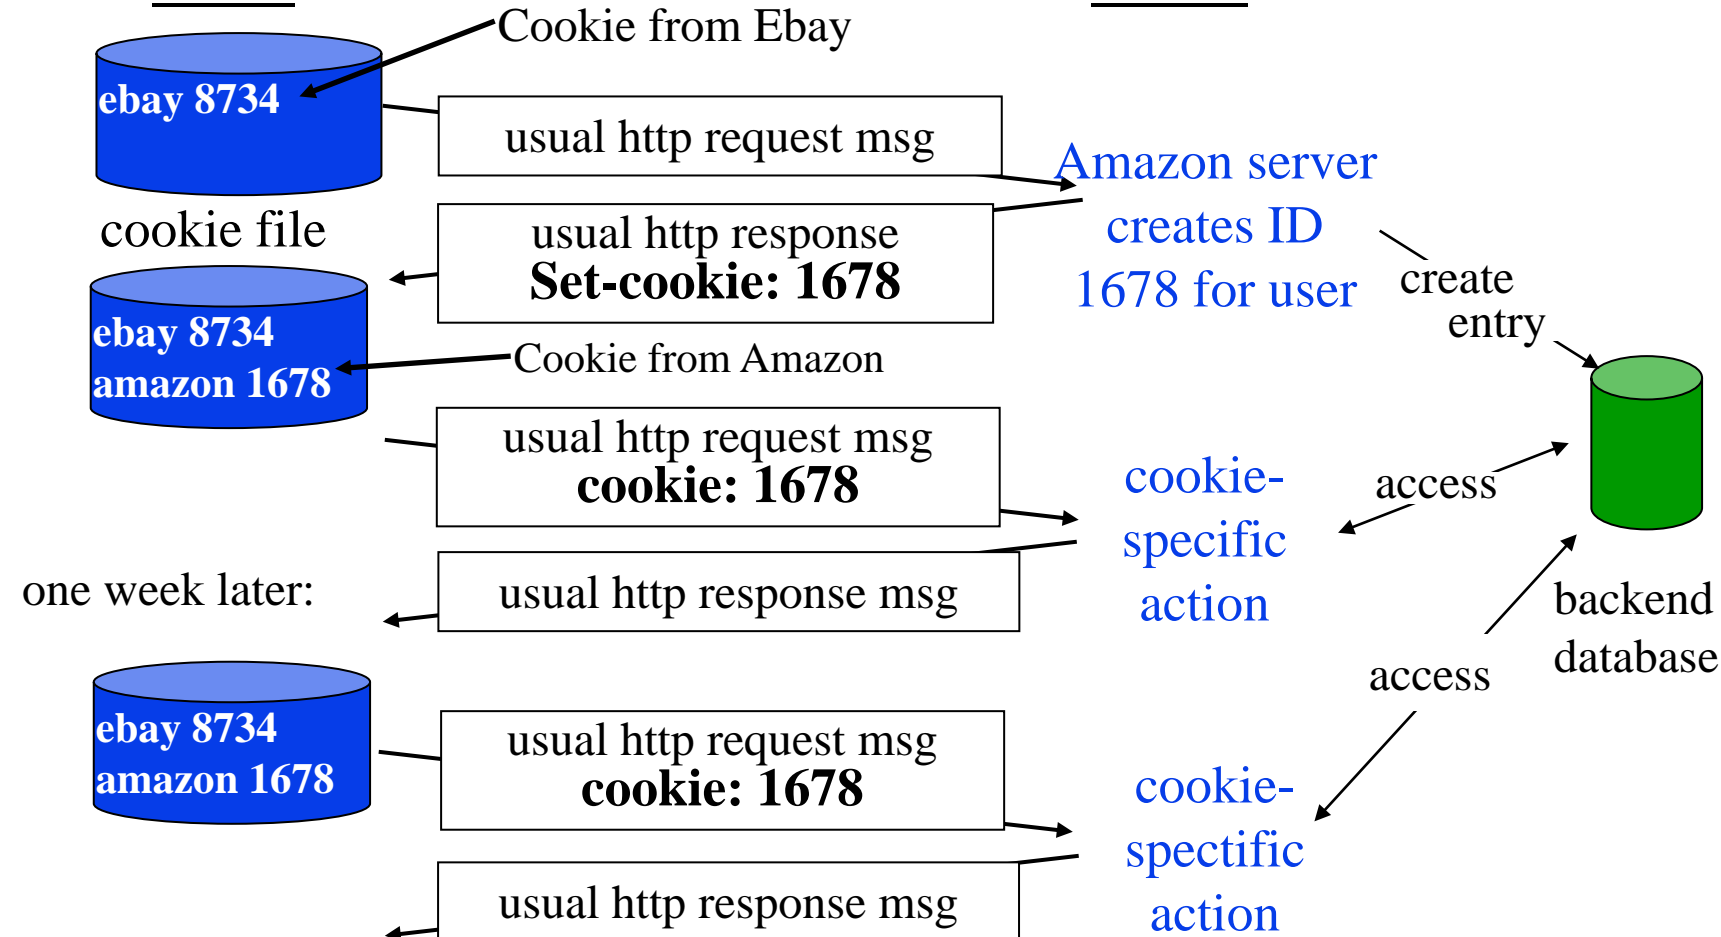 Cookie from Ebay
ebay 8734
usual http request msg
Amazon server
creates ID
1678 for user
cookie file
usual http response
Set-cookie: 1678
create
entry
ebay 8734
amazon 1678
Cookie from Amazon
usual http request msg
cookie: 1678
cookie-
specific
action
access
one week later:
usual http response msg
backend
database
access
ebay 8734
amazon 1678
usual http request msg
cookie: 1678
cookie-
spectific
action
usual http response msg